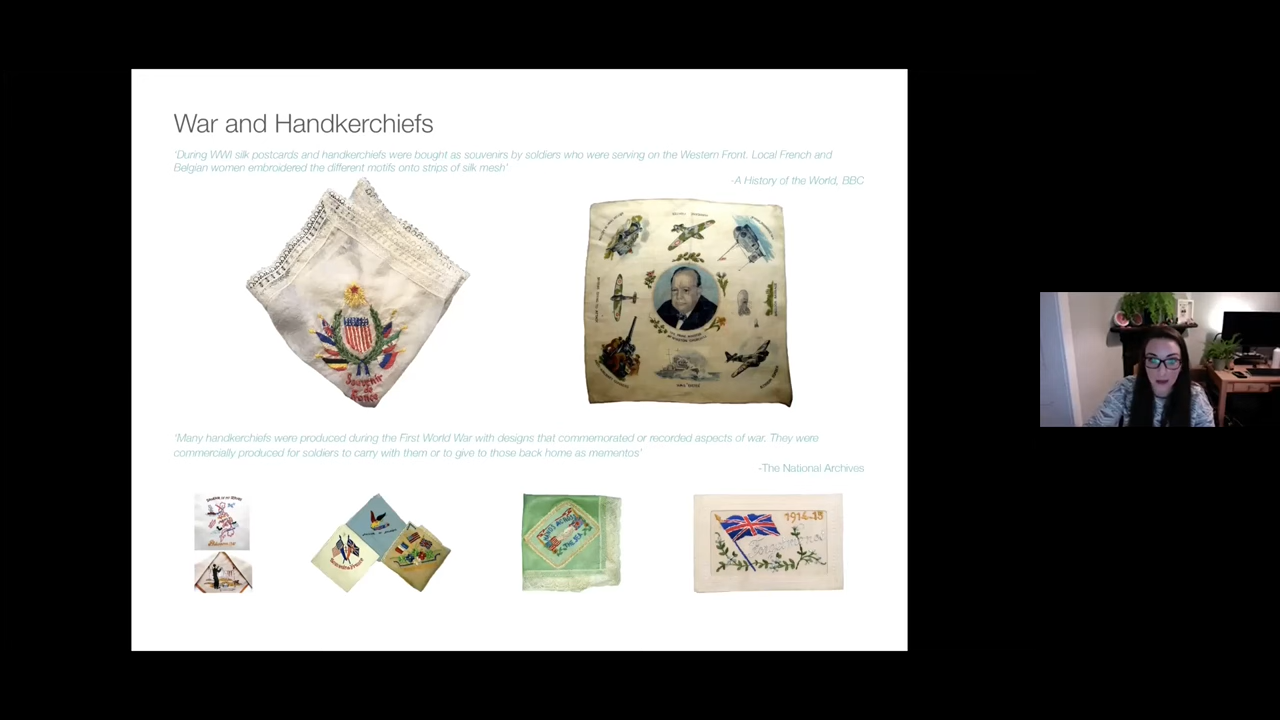 War and Handkerchiefs
'During WWI silk postcards and handkerchiefs were bought as souvenirs by soldiers who were serving on the Western Front. Local French and
Belgian women embroidered the different motifs onto strips of silk mesh'
-A History of the World, BBC
Souvenir
de
France
'Many handkerchiefs were produced during the First World War with designs that commemorated or recorded aspects of war. They were
commercially produced for soldiers to carry with them or to give to those back home as mementos'
-The National Archives
1914-15